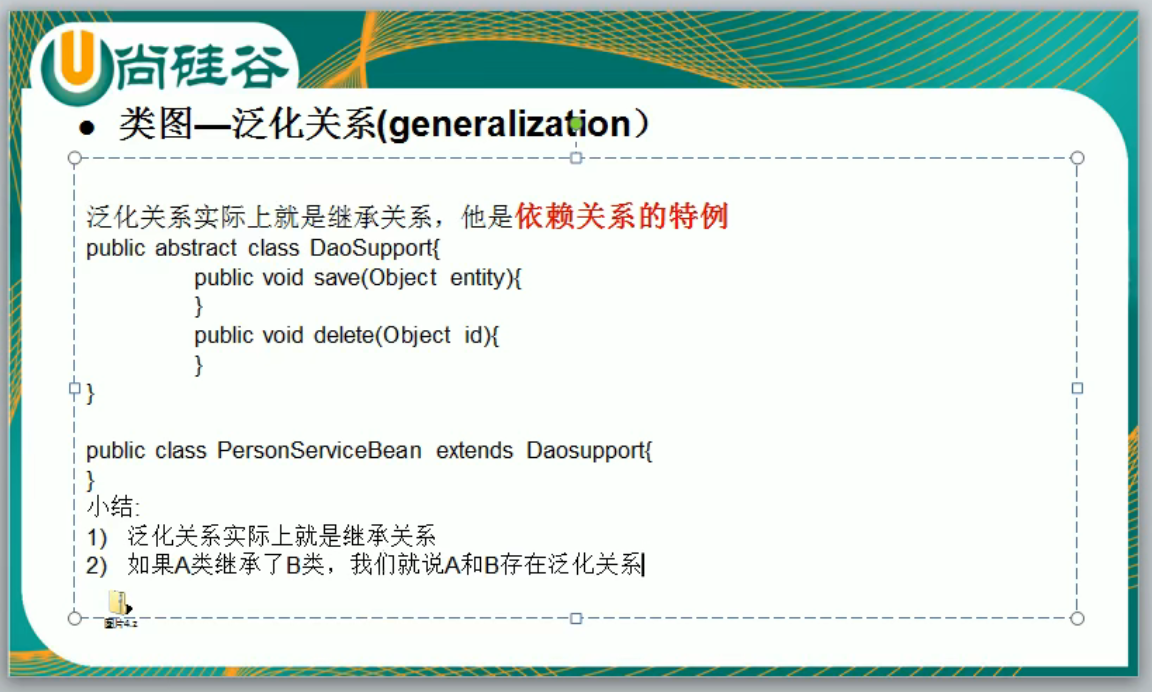 尚硅谷
● 类图—泛化关系(generalization）
泛化关系实际上就是继承关系，他是依赖关系的特例
public abstract class DaoSupport{
public void save(Object entity){
}
public void delete(Object id){
}
}
public class PersonServiceBean extends Daosupport{
}
小结:
1) 泛化关系实际上就是继承关系
2) 如果A类继承了B类，我们就说A和B存在泛化关系
图片4.z